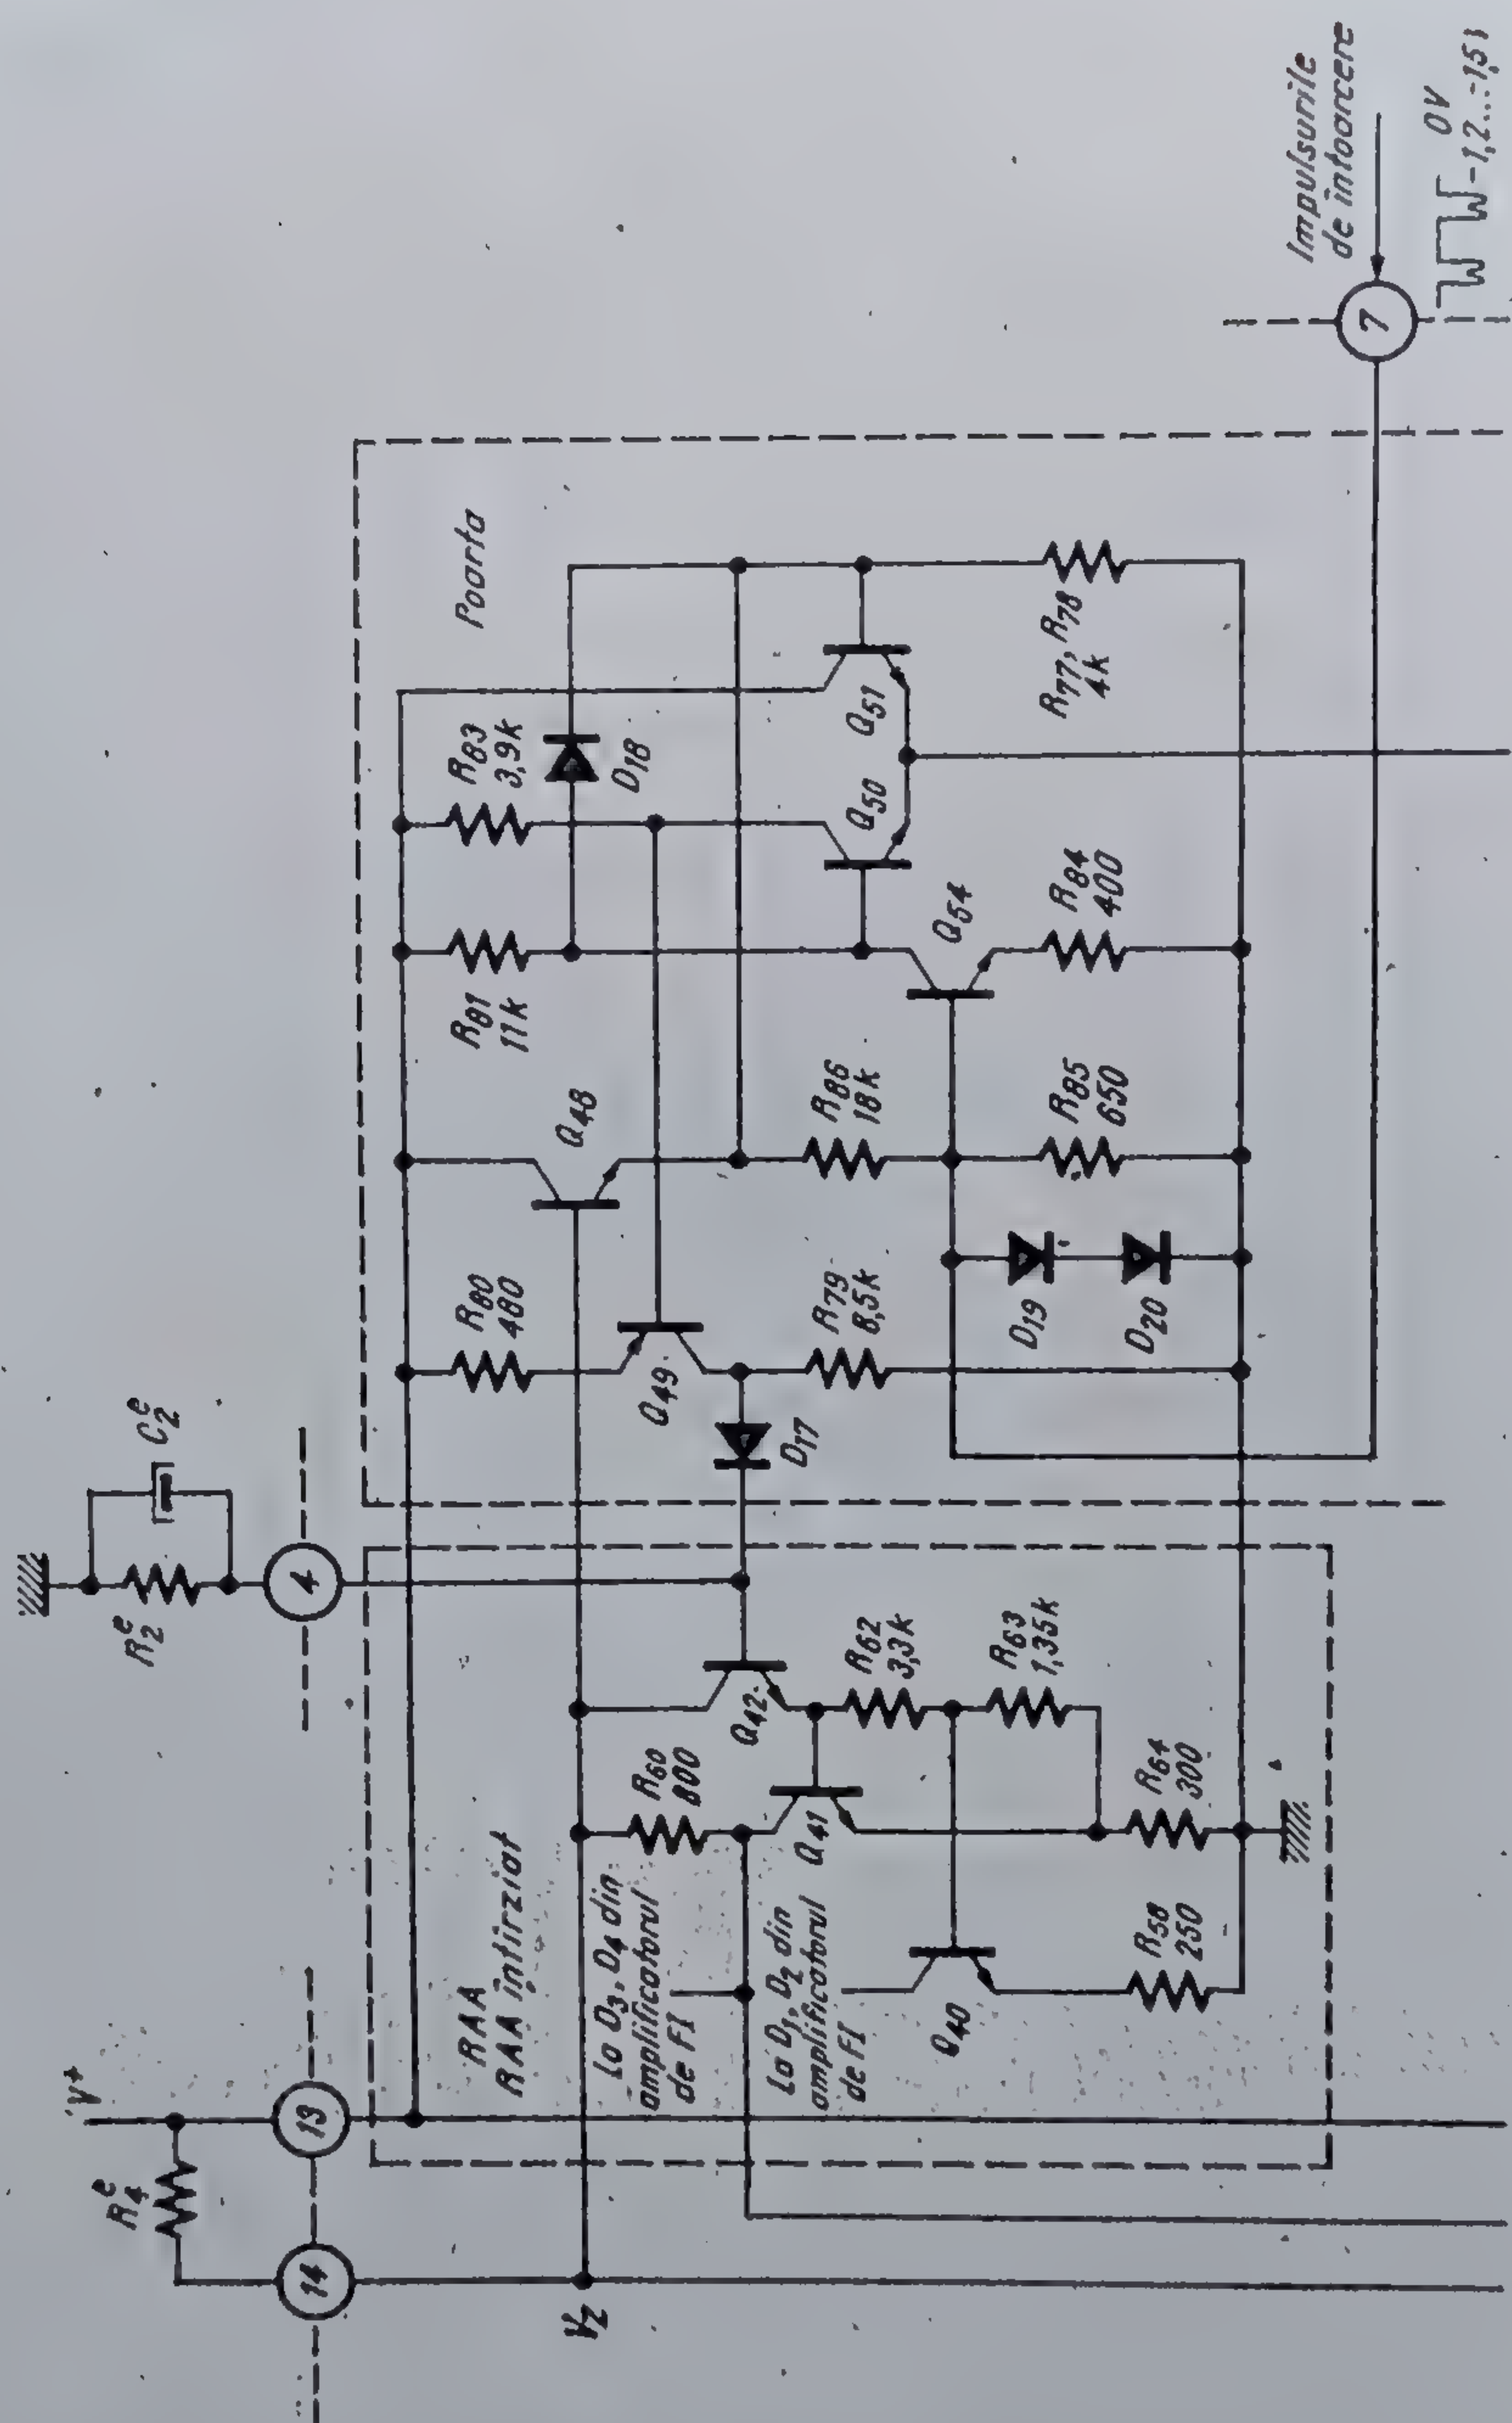 V+
R4e
14
13
VZ
R2e
C2e
4
RAA
RAA întîrziat
La D3, D4 din
amplificatorul
de FI
La D1, D2 din
amplificatorul
de FI
R60
800
Q42
Q41
R62
3,3k
R63
1,35k
R64
300
Q40
R58
250
Poarta
R80
480
Q48
Q49
D17
R79
8,5k
R81
11k
R83
3,9k
D18
R86
18k
R85
650
D19
D20
Q50
Q51
Q54
R84
400
R77, R78
4k
Impulsurile
de întoarcere
7
0V
-1,2...-1,5